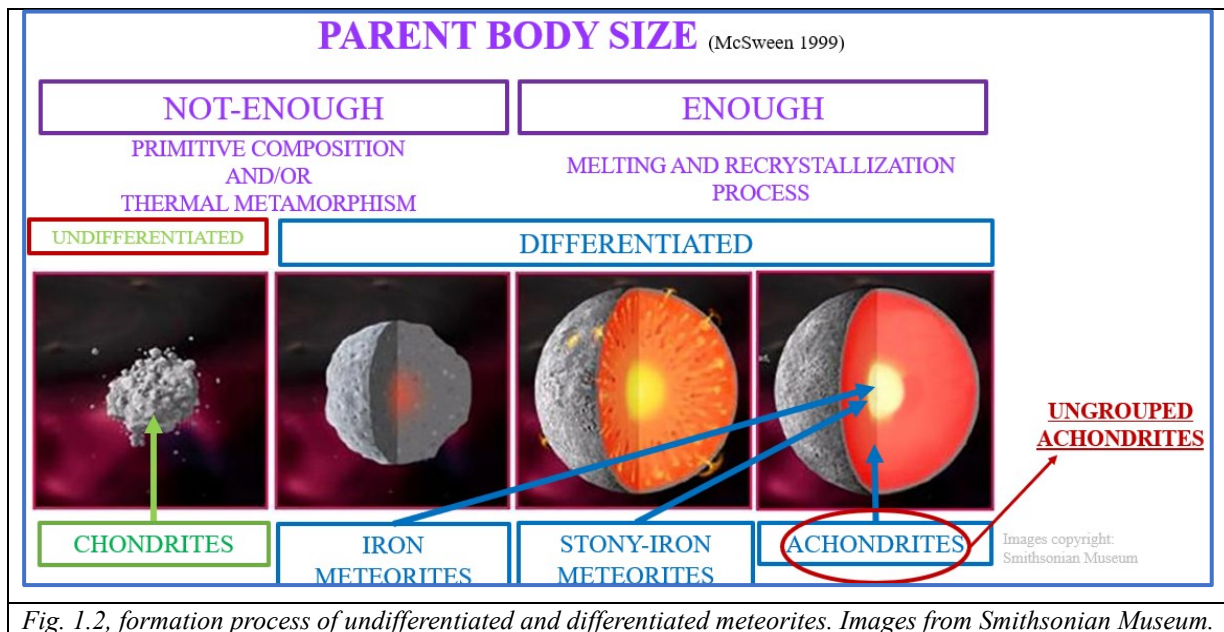 PARENT BODY SIZE (McSween 1999)
NOT-ENOUGH
ENOUGH
PRIMITIVE COMPOSITION
AND/OR
THERMAL METAMORPHISM
MELTING AND RECRYSTALLIZATION
PROCESS
UNDIFFERENTIATED
DIFFERENTIATED
UNGROUPED
ACHONDRITES
CHONDRITES
IRON
METEORITES
STONY-IRON
METEORITES
ACHONDRITES
Images copyright:
Smithsonian Museum
Fig. 1.2, formation process of undifferentiated and differentiated meteorites. Images from Smithsonian Museum.